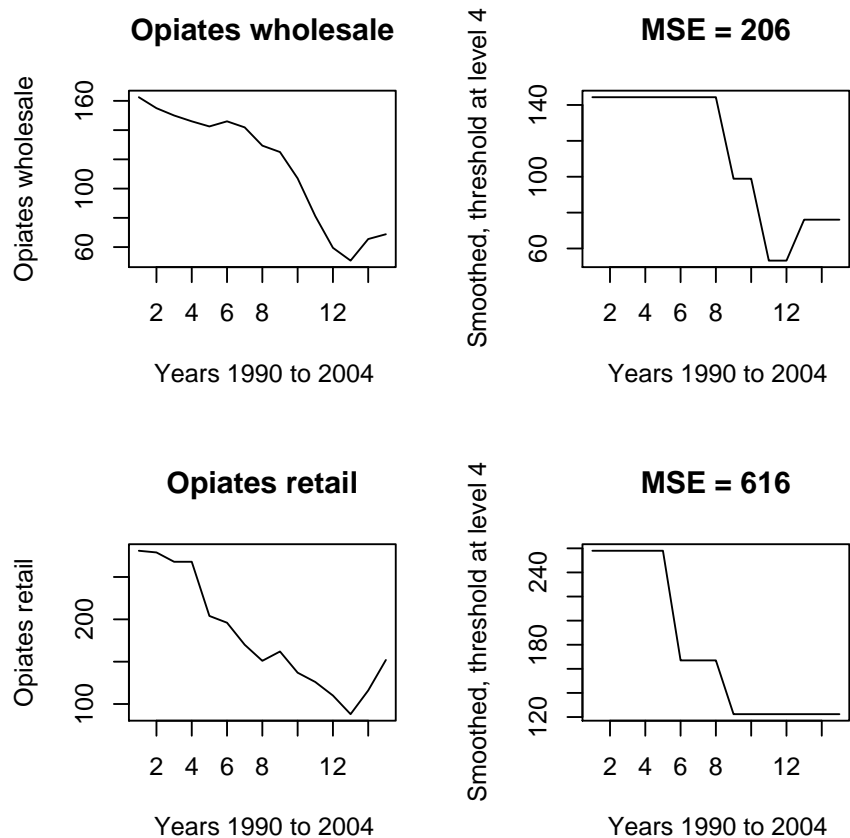 Opiates wholesale
Opiates wholesale
60
100
160
2 4 6 8 12
Years 1990 to 2004
MSE = 206
Smoothed, threshold at level 4
60
100
140
2 4 6 8 12
Years 1990 to 2004
Opiates retail
Opiates retail
100
200
2 4 6 8 12
Years 1990 to 2004
MSE = 616
Smoothed, threshold at level 4
120
180
240
2 4 6 8 12
Years 1990 to 2004